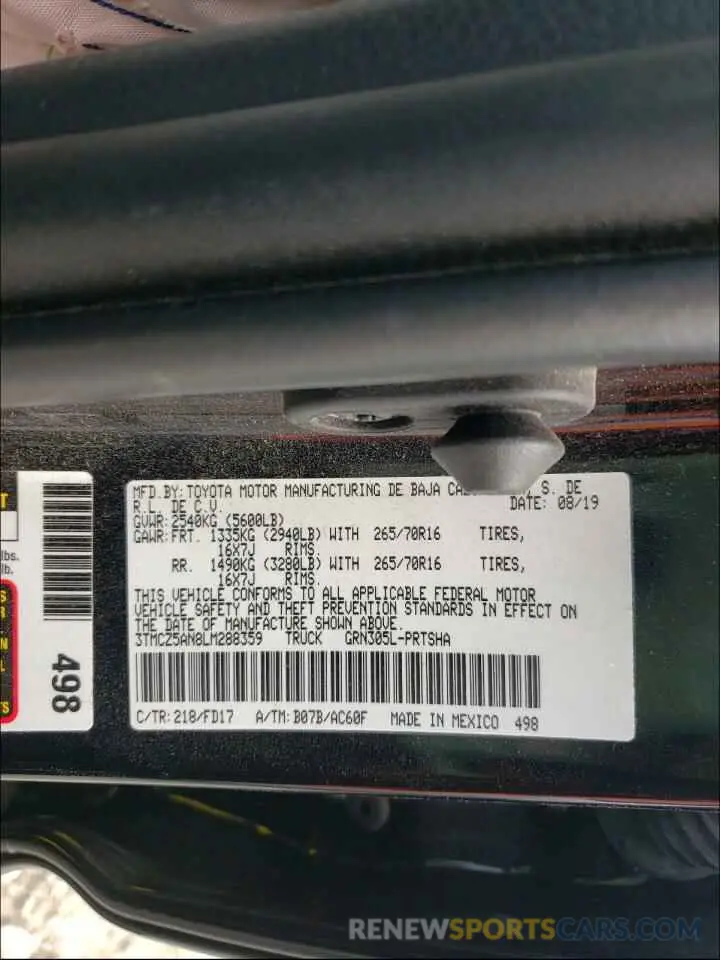 MFD.BY: TOYOTA MOTOR MANUFACTURING DE BAJA S. DE
R.L. DE C.V. DATE: 08/19
GVWR: 2540KG (5600LB)
GAWR: FRT. 1335KG (2940LB) WITH 265/70R16 TIRES,
16X7J RIMS.
RR. 1490KG (3280LB) WITH 265/70R16 TIRES,
16X7J RIMS.
THIS VEHICLE CONFORMS TO ALL APPLICABLE FEDERAL MOTOR
VEHICLE SAFETY AND THEFT PREVENTION STANDARDS IN EFFECT ON
THE DATE OF MANUFACTURE SHOWN ABOVE.
3TMCZ5AN8LM288359 TRUCK GRN305L-PRTSHA
C/TR: 218/FD17 A/TM: B07B/AC60F MADE IN MEXICO 498
lbs.
lb.
498
RENEWSPORTSCARS.COM